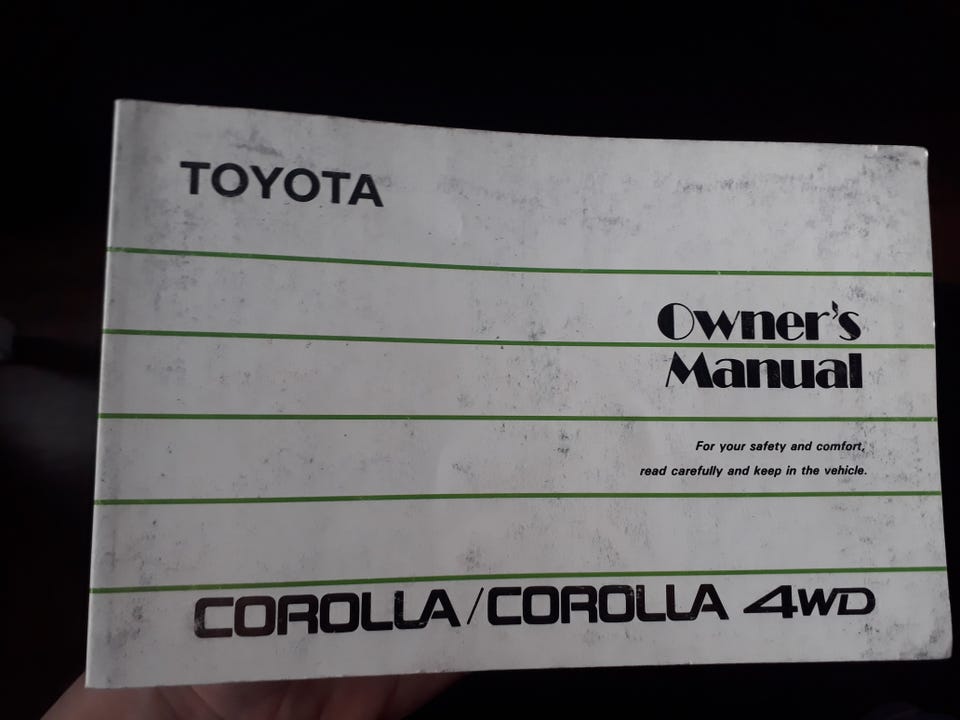 TOYOTA
Owner's
Manual
For your safety and comfort,
read carefully and keep in the vehicle.
COROLLA/COROLLA 4WD